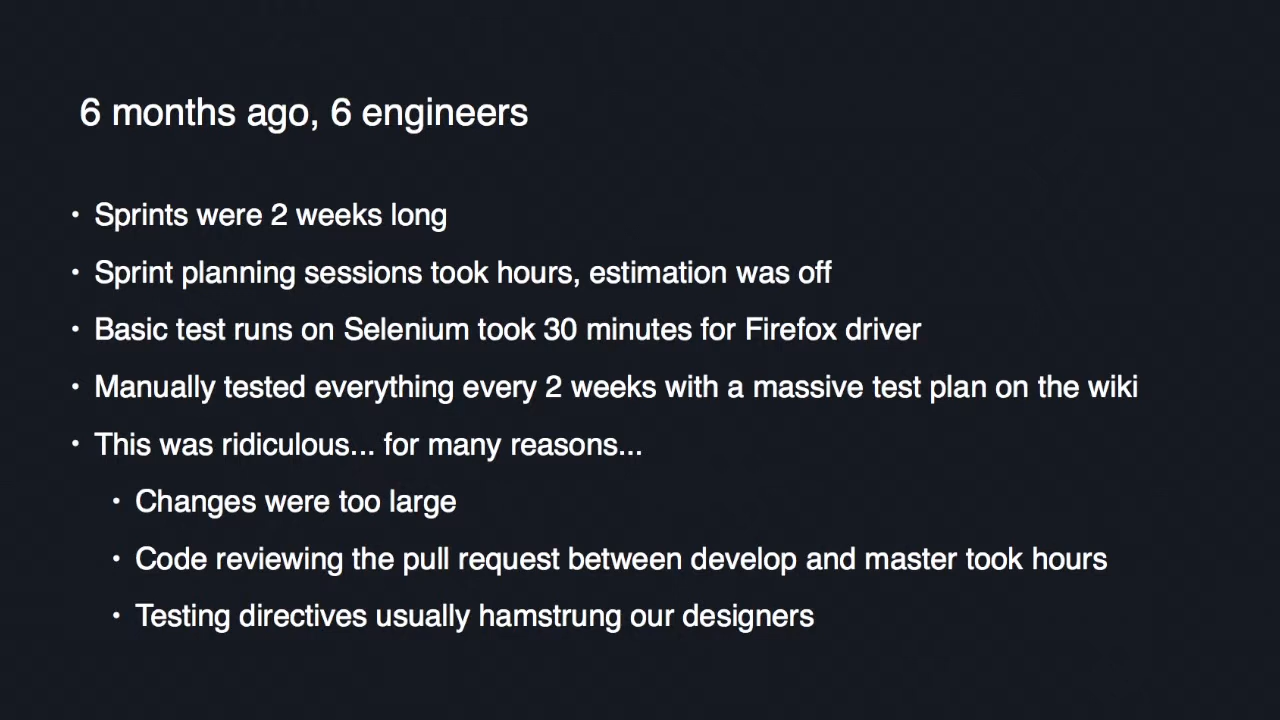 6 months ago, 6 engineers
• Sprints were 2 weeks long
• Sprint planning sessions took hours, estimation was off
• Basic test runs on Selenium took 30 minutes for Firefox driver
• Manually tested everything every 2 weeks with a massive test plan on the wiki
• This was ridiculous... for many reasons...
• Changes were too large
• Code reviewing the pull request between develop and master took hours
• Testing directives usually hamstrung our designers